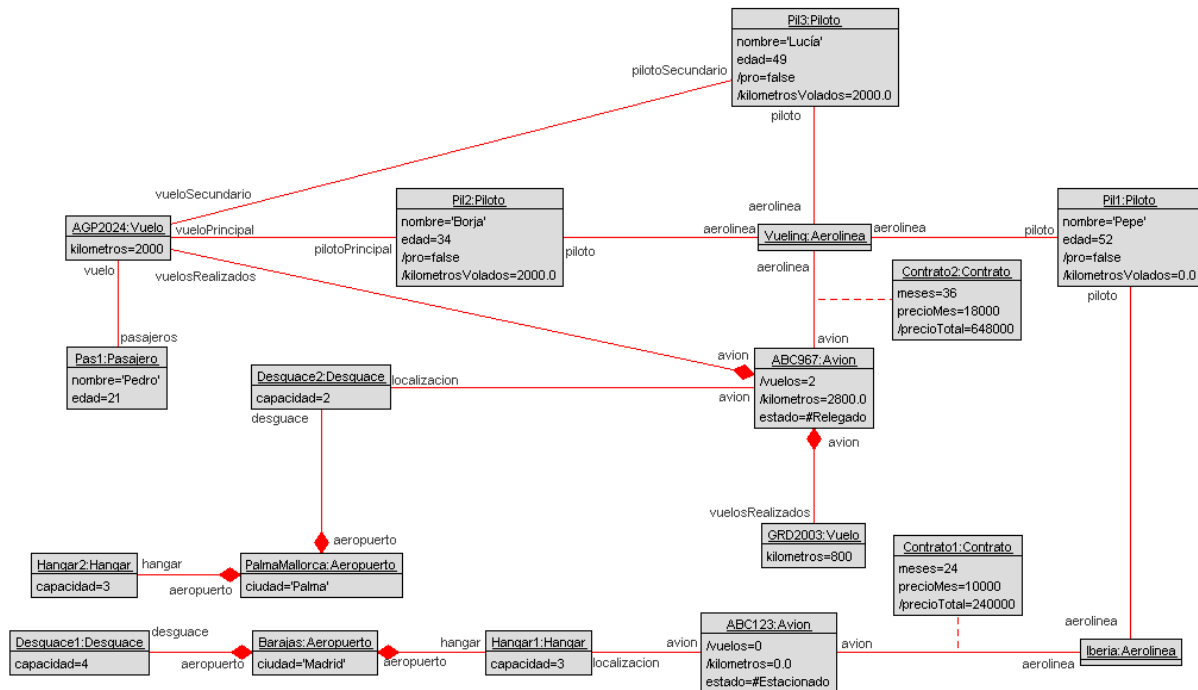 Pil3:Piloto
nombre='Lucía'
edad=49
/pro=false
/kilometrosVolados=2000.0
pilotoSecundario
piloto
vueloSecundario
aerolinea
AGP2024:Vuelo
kilometros=2000
vueloPrincipal
vuelosRealizados
vuelo
pilotoPrincipal
Pil2:Piloto
nombre='Borja'
edad=34
/pro=false
/kilometrosVolados=2000.0
piloto
aerolinea
Vueling:Aerolinea
aerolinea
aerolinea
piloto
Pil1:Piloto
nombre='Pepe'
edad=52
/pro=false
/kilometrosVolados=0.0
piloto
Contrato2:Contrato
meses=36
precioMes=18000
/precioTotal=648000
pasajeros
Pas1:Pasajero
nombre='Pedro'
edad=21
avion
avion
ABC967:Avion
/vuelos=2
/kilometros=2800.0
estado=#Relegado
Desguace2:Desguace
capacidad=2
localizacion
avion
desguace
avion
vuelosRealizados
GRD2003:Vuelo
kilometros=800
aeropuerto
Hangar2:Hangar
capacidad=3
hangar
aeropuerto
PalmaMallorca:Aeropuerto
ciudad='Palma'
Contrato1:Contrato
meses=24
precioMes=10000
/precioTotal=240000
Desguace1:Desguace
capacidad=4
desguace
aeropuerto
Barajas:Aeropuerto
ciudad='Madrid'
hangar
aeropuerto
Hangar1:Hangar
capacidad=3
avion
localizacion
ABC123:Avion
/vuelos=0
/kilometros=0.0
estado=#Estacionado
avion
aerolinea
aerolinea
Iberia:Aerolinea